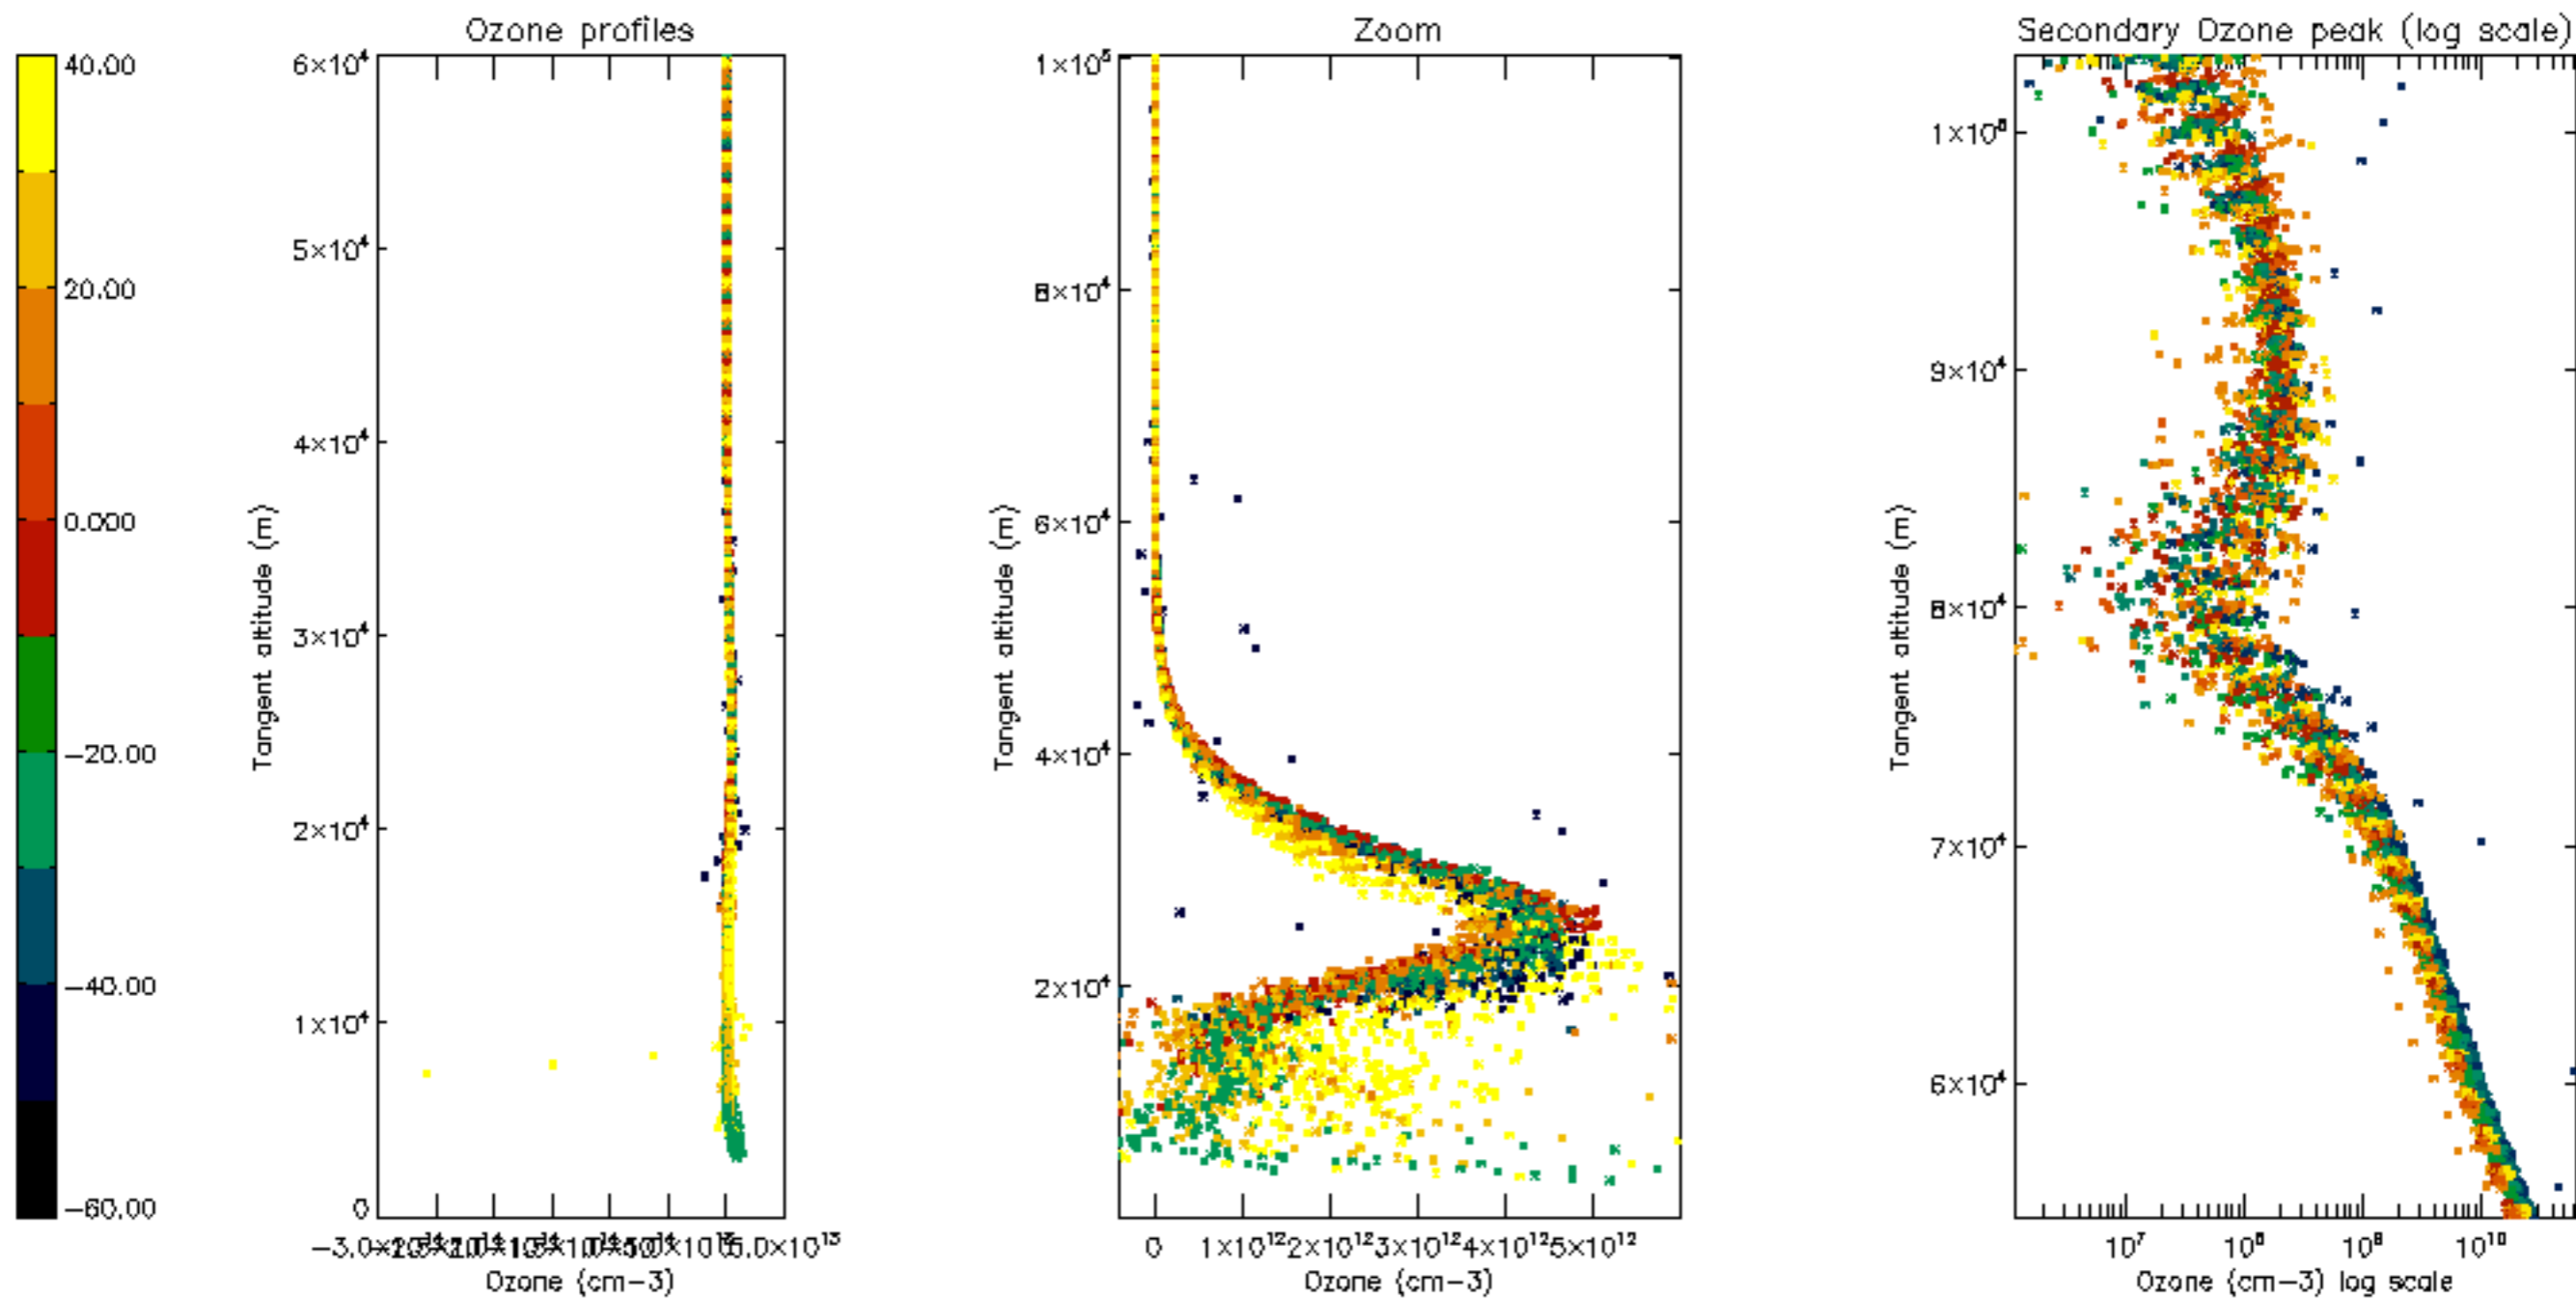 Ozone profiles
Zoom
Secondary Ozone peak (log scale)
40.00
20.00
0.000
-20.00
-40.00
-60.00
6×10⁴
5×10⁴
4×10⁴
3×10⁴
2×10⁴
1×10⁴
0
Tangent altitude (m)
5.0×10¹³
Ozone (cm-3)
1×10⁵
8×10⁴
6×10⁴
4×10⁴
2×10⁴
Tangent altitude (m)
0 1×10¹² 2×10¹² 3×10¹² 4×10¹² 5×10¹²
Ozone (cm-3)
9×10⁴
8×10⁴
7×10⁴
6×10⁴
Tangent altitude (m)
10⁷ 10⁸ 10⁹ 10¹⁰
Ozone (cm-3) log scale